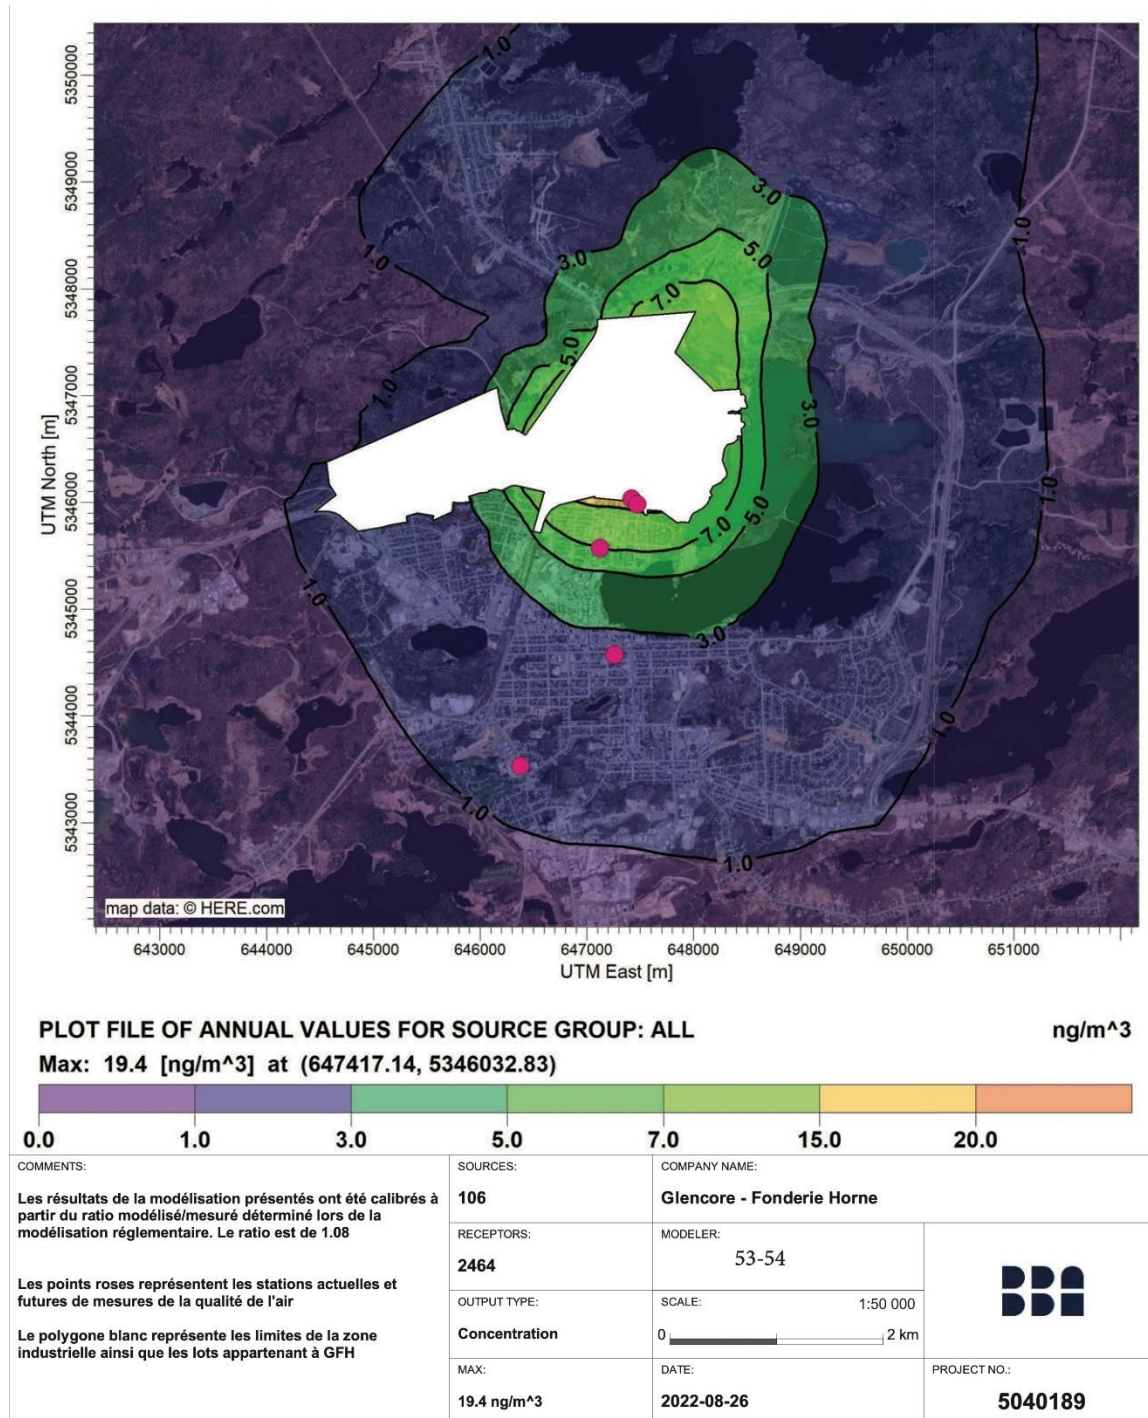 1.0
3.0
5.0
7.0
3.0
5.0
1.0
1.0
1.0
3.0
1.0
7.0
5.0
1.0
3.0
1.0
1.0
1.0
5350000
5349000
5348000
5347000
5346000
5345000
5344000
5343000
UTM North [m]
map data: © HERE.com
643000 644000 645000 646000 647000 648000 649000 650000 651000
UTM East [m]
PLOT FILE OF ANNUAL VALUES FOR SOURCE GROUP: ALL ng/m^3
Max: 19.4 [ng/m^3] at (647417.14, 5346032.83)
0.0 1.0 3.0 5.0 7.0 15.0 20.0
COMMENTS:
Les résultats de la modélisation présentés ont été calibrés à
partir du ratio modélisé/mesuré déterminé lors de la
modélisation réglementaire. Le ratio est de 1.08
Les points roses représentent les stations actuelles et
futures de mesures de la qualité de l'air
Le polygone blanc représente les limites de la zone
industrielle ainsi que les lots appartenant à GFH
SOURCES:
106
COMPANY NAME:
Glencore - Fonderie Horne
RECEPTORS:
2464
MODELER:
53-54
OUTPUT TYPE:
Concentration
SCALE: 1:50 000
0 2 km
MAX:
19.4 ng/m^3
DATE:
2022-08-26
BBA
PROJECT NO.:
5040189